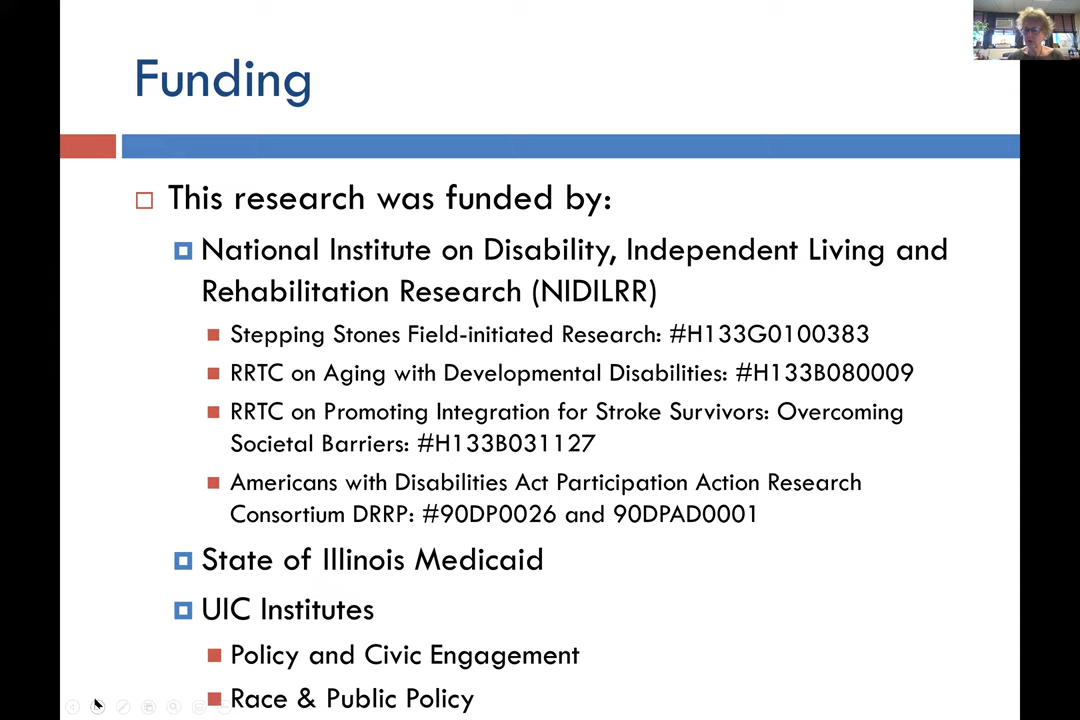 Funding
This research was funded by:
National Institute on Disability, Independent Living and
Rehabilitation Research (NIDILRR)
Stepping Stones Field-initiated Research: #H133G0100383
RRTC on Aging with Developmental Disabilities: #H133B080009
RRTC on Promoting Integration for Stroke Survivors: Overcoming
Societal Barriers: #H133B031127
Americans with Disabilities Act Participation Action Research
Consortium DRRP: #90DP0026 and 90DPAD0001
State of Illinois Medicaid
UIC Institutes
Policy and Civic Engagement
Race & Public Policy